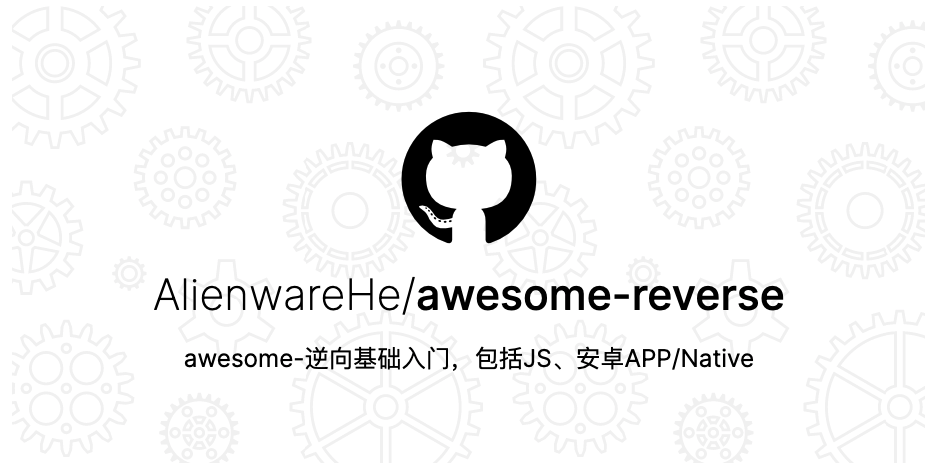 AlienwareHe/awesome-reverse
awesome-逆向基础入门，包括JS、安卓APP/Native